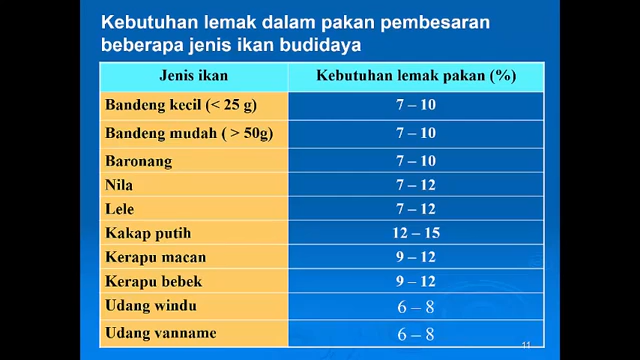 Kebutuhan lemak dalam pakan pembesaran
beberapa jenis ikan budidaya
Jenis ikan Kebutuhan lemak pakan (%)
Bandeng kecil (< 25 g) 7 – 10
Bandeng mudah ( > 50g) 7 – 10
Baronang 7 – 10
Nila 7 – 12
Lele 7 – 12
Kakap putih 12 – 15
Kerapu macan 9 – 12
Kerapu bebek 9 – 12
Udang windu 6 – 8
Udang vanname 6 – 8
11